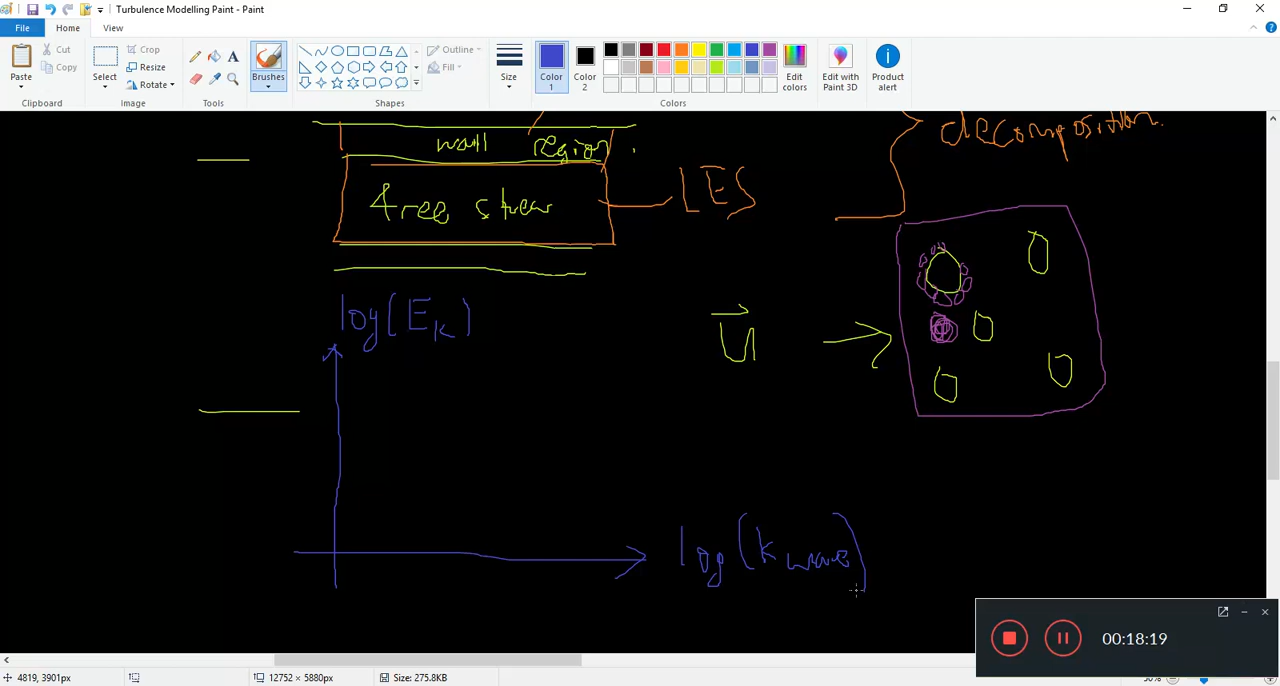 Turbulence Modelling Paint - Paint
File Home View
Paste Cut Copy
Clipboard
Select Crop Resize Rotate
Image
Tools
Brushes
Outline Fill
Shapes
Size
Color 1
Color 2
Edit colors
Edit with Paint 3D
Product alert
Colors
decomposition.
wall region
free shear
LES
log(Ek)
U
log(k wave)
00:18:19
4819, 3901px
12752 × 5880px
Size: 275.8KB
50%